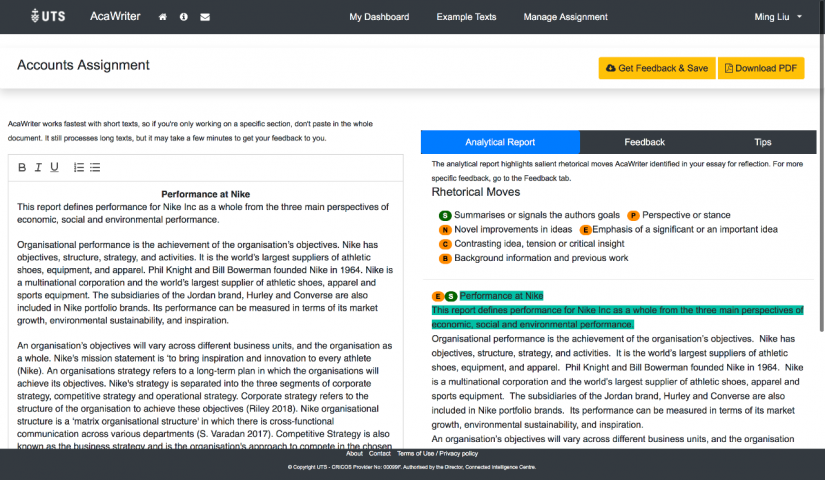 UTS AcaWriter My Dashboard Example Texts Manage Assignment Ming Liu
Accounts Assignment
Get Feedback & Save Download PDF
AcaWriter works fastest with short texts, so if you're only working on a specific section, don't paste in the whole
document. It still processes long texts, but it may take a few minutes to get your feedback to you.
B I U
Performance at Nike
This report defines performance for Nike Inc as a whole from the three main perspectives of
economic, social and environmental performance.
Organisational performance is the achievement of the organisation's objectives. Nike has
objectives, structure, strategy, and activities. It is the world's largest suppliers of athletic
shoes, equipment, and apparel. Phil Knight and Bill Bowerman founded Nike in 1964. Nike is
a multinational corporation and the world's largest supplier of athletic shoes, apparel and
sports equipment. The subsidiaries of the Jordan brand, Hurley and Converse are also
included in Nike portfolio brands. Its performance can be measured in terms of its market
growth, environmental sustainability, and inspiration.
An organisation's objectives will vary across different business units, and the organisation as
a whole. Nike's mission statement is 'to bring inspiration and innovation to every athlete
(Nike). An organisations strategy refers to a long-term plan in which the organisations will
achieve its objectives. Nike's strategy is separated into the three segments of corporate
strategy, competitive strategy and operational strategy. Corporate strategy refers to the
structure of the organisation to achieve these objectives (Riley 2018). Nike organisational
structure is a 'matrix organisational structure' in which there is cross-functional
communication across various departments (S. Varadan 2017). Competitive Strategy is also
known as the business strategy and is the organisation's approach to compete in the chosen
Analytical Report Feedback Tips
The analytical report highlights salient rhetorical moves AcaWriter identified in your essay for reflection. For more
specific feedback, go to the Feedback tab.
Rhetorical Moves
S Summarises or signals the authors goals P Perspective or stance
N Novel improvements in ideas E Emphasis of a significant or an important idea
C Contrasting idea, tension or critical insight
B Background information and previous work
E S Performance at Nike
This report defines performance for Nike Inc as a whole from the three main perspectives of
economic, social and environmental performance.
Organisational performance is the achievement of the organisation's objectives. Nike has
objectives, structure, strategy, and activities. It is the world's largest suppliers of athletic
shoes, equipment, and apparel. Phil Knight and Bill Bowerman founded Nike in 1964. Nike
is a multinational corporation and the world's largest supplier of athletic shoes, apparel and
sports equipment. The subsidiaries of the Jordan brand, Hurley and Converse are also
included in Nike portfolio brands. Its performance can be measured in terms of its market
growth, environmental sustainability, and inspiration.
An organisation's objectives will vary across different business units, and the organisation
About Contact Terms of Use / Privacy policy
© Copyright UTS - CRICOS Provider No: 00099F. Authorised by the Director, Connected Intelligence Centre.